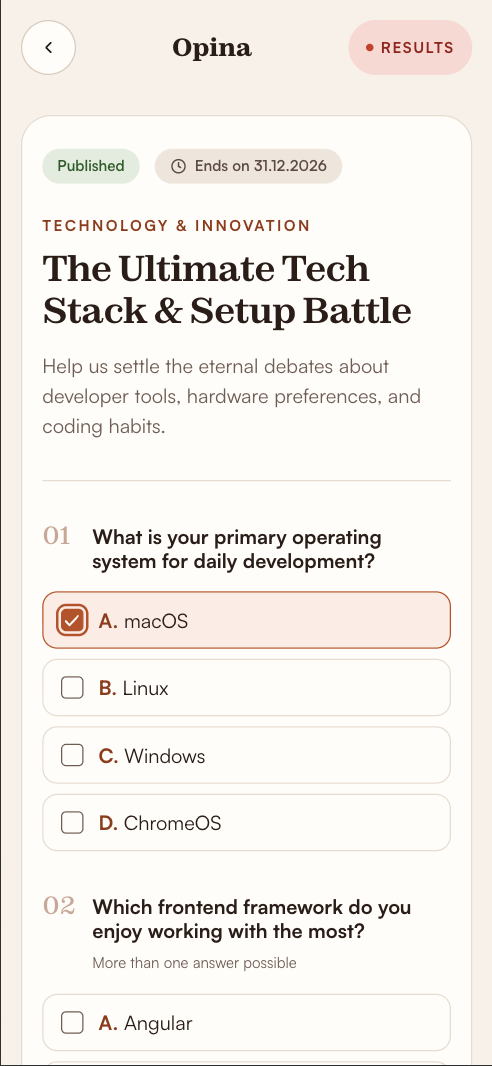 Opina
RESULTS
Published
Ends on 31.12.2026
TECHNOLOGY & INNOVATION
The Ultimate Tech
Stack & Setup Battle
Help us settle the eternal debates about
developer tools, hardware preferences, and
coding habits.
01
What is your primary operating
system for daily development?
A. macOS
B. Linux
C. Windows
D. ChromeOS
02
Which frontend framework do you
enjoy working with the most?
More than one answer possible
A. Angular